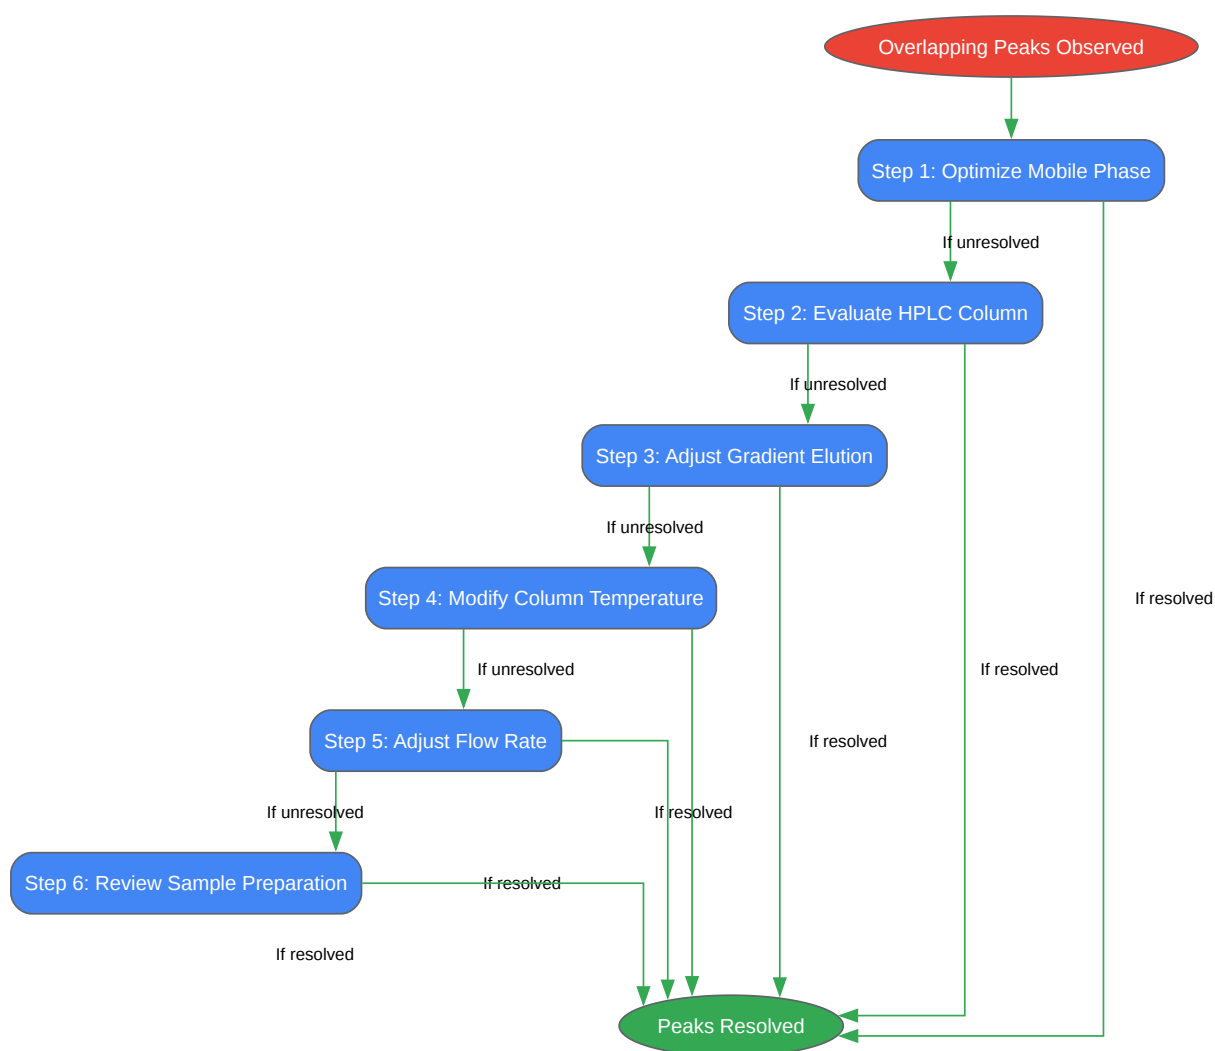 Overlapping Peaks Observed
Step 1: Optimize Mobile Phase
If unresolved
Step 2: Evaluate HPLC Column
If unresolved
Step 3: Adjust Gradient Elution
If unresolved
Step 4: Modify Column Temperature
If resolved
If unresolved
If resolved
Step 5: Adjust Flow Rate
If resolved
If unresolved
If resolved
Step 6: Review Sample Preparation
If resolved
If resolved
Peaks Resolved